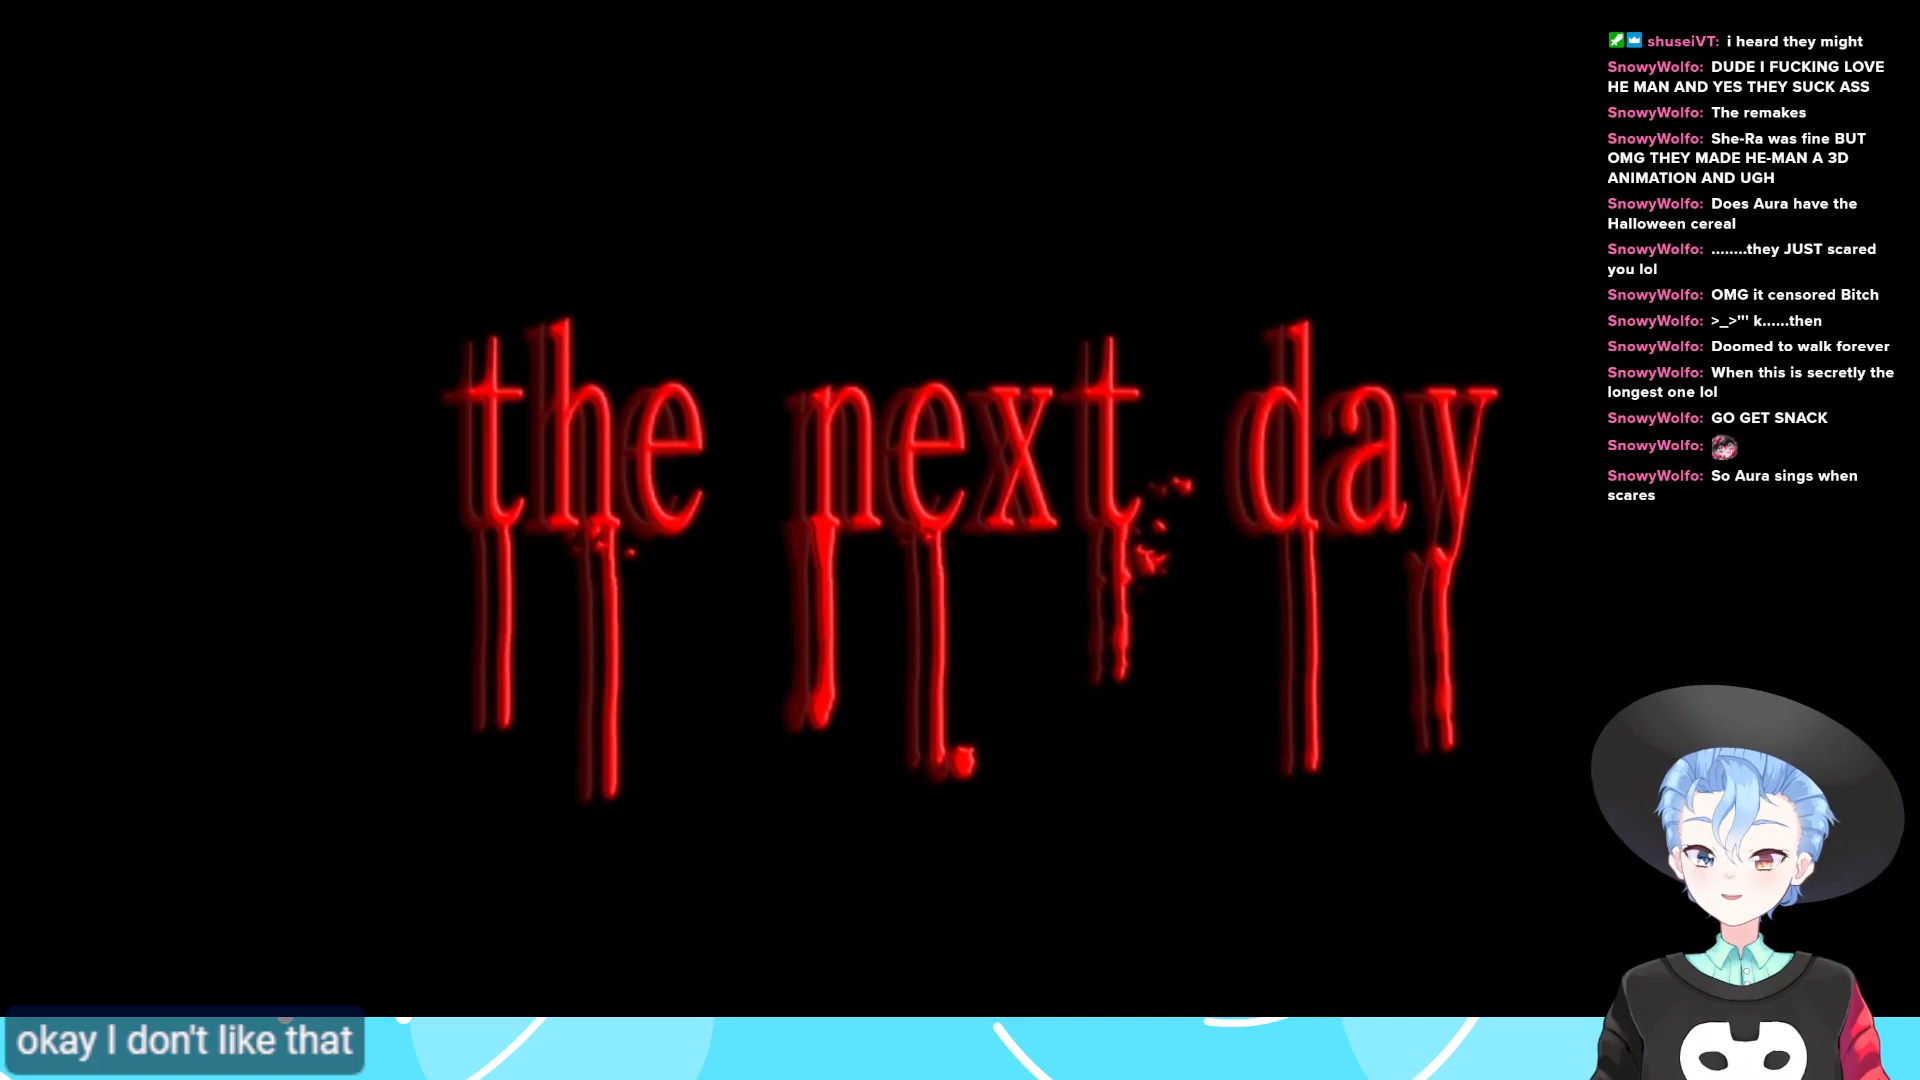 the next day
shuseiVT: i heard they might
SnowyWolfo: DUDE I FUCKING LOVE
HE MAN AND YES THEY SUCK ASS
SnowyWolfo: The remakes
SnowyWolfo: She-Ra was fine BUT
OMG THEY MADE HE-MAN A 3D
ANIMATION AND UGH
SnowyWolfo: Does Aura have the
Halloween cereal
SnowyWolfo: ........they JUST scared
you lol
SnowyWolfo: OMG it censored Bitch
SnowyWolfo: >_>''' k......then
SnowyWolfo: Doomed to walk forever
SnowyWolfo: When this is secretly the
longest one lol
SnowyWolfo: GO GET SNACK
SnowyWolfo:
SnowyWolfo: So Aura sings when
scares
okay I don't like that